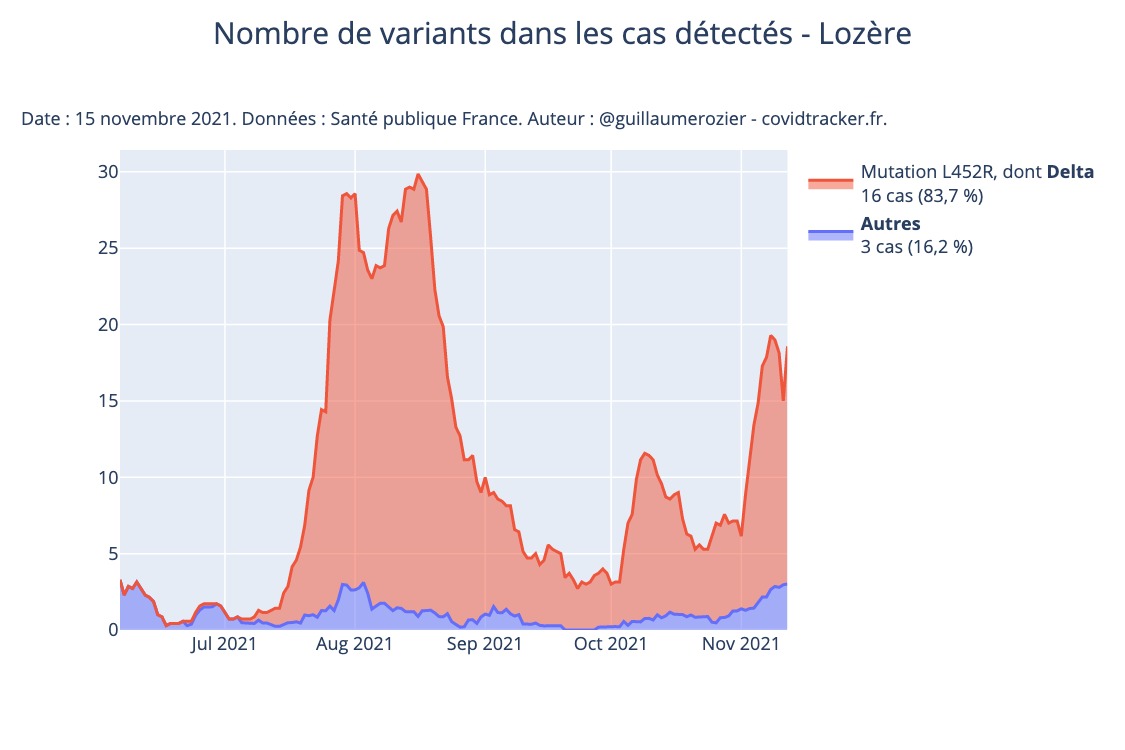 Nombre de variants dans les cas détectés - Lozère
Date : 15 novembre 2021. Données : Santé publique France. Auteur : @guillaumerozier - covidtracker.fr.
30
25
20
15
10
5
0
Jul 2021
Aug 2021
Sep 2021
Oct 2021
Nov 2021
Mutation L452R, dont Delta
16 cas (83,7 %)
Autres
3 cas (16,2 %)